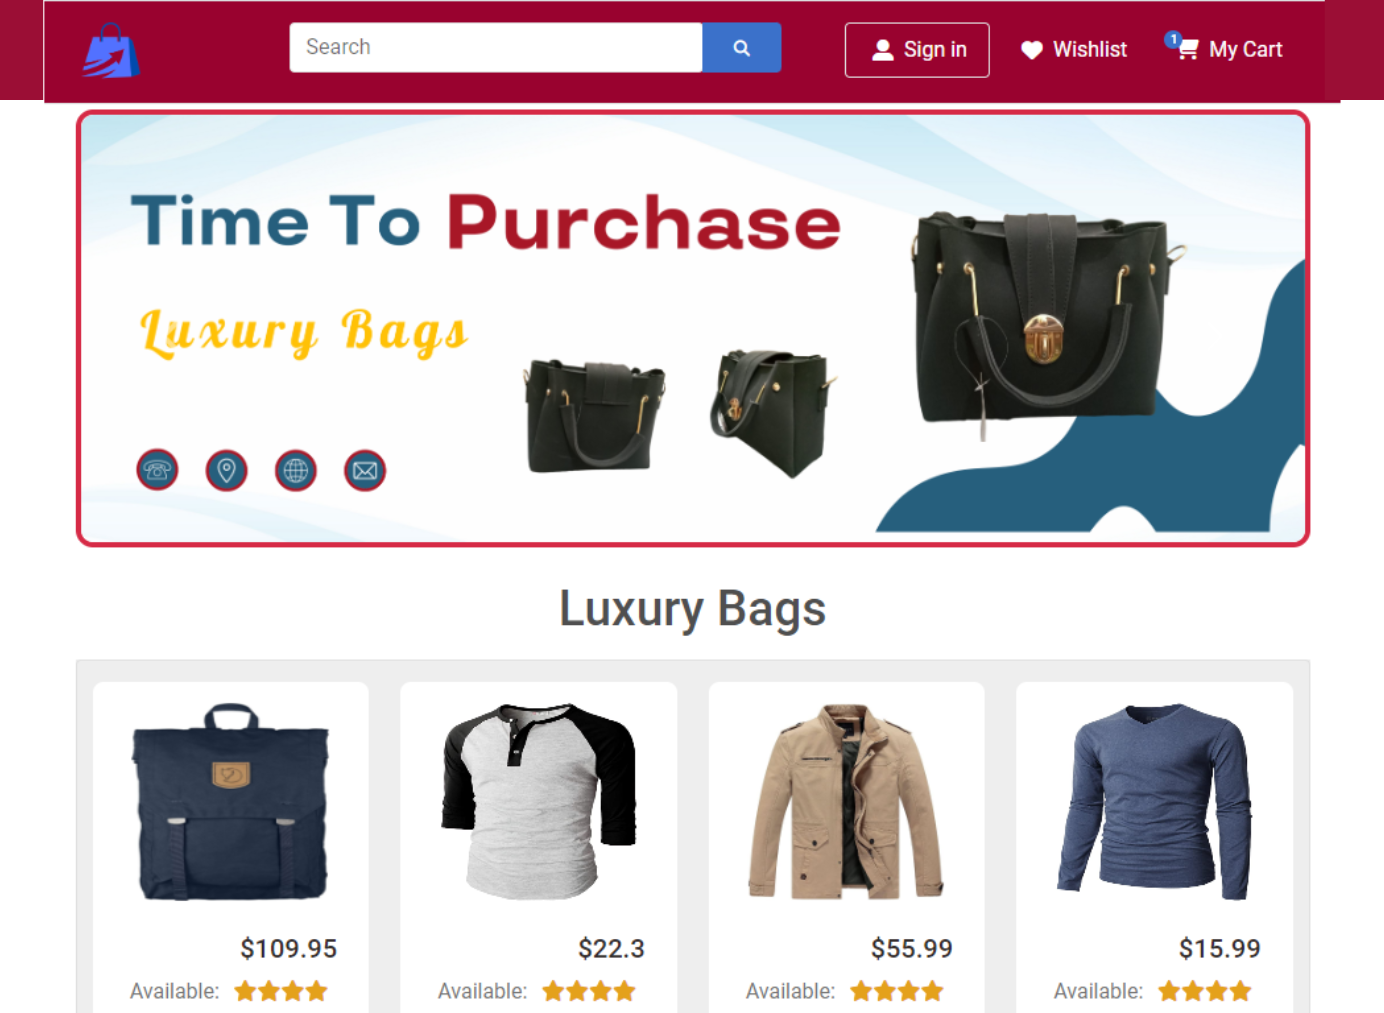 Search
Sign in
Wishlist
1
My Cart
Time To Purchase
Luxury Bags
Luxury Bags
$109.95
Available:
$22.3
Available:
$55.99
Available:
$15.99
Available: